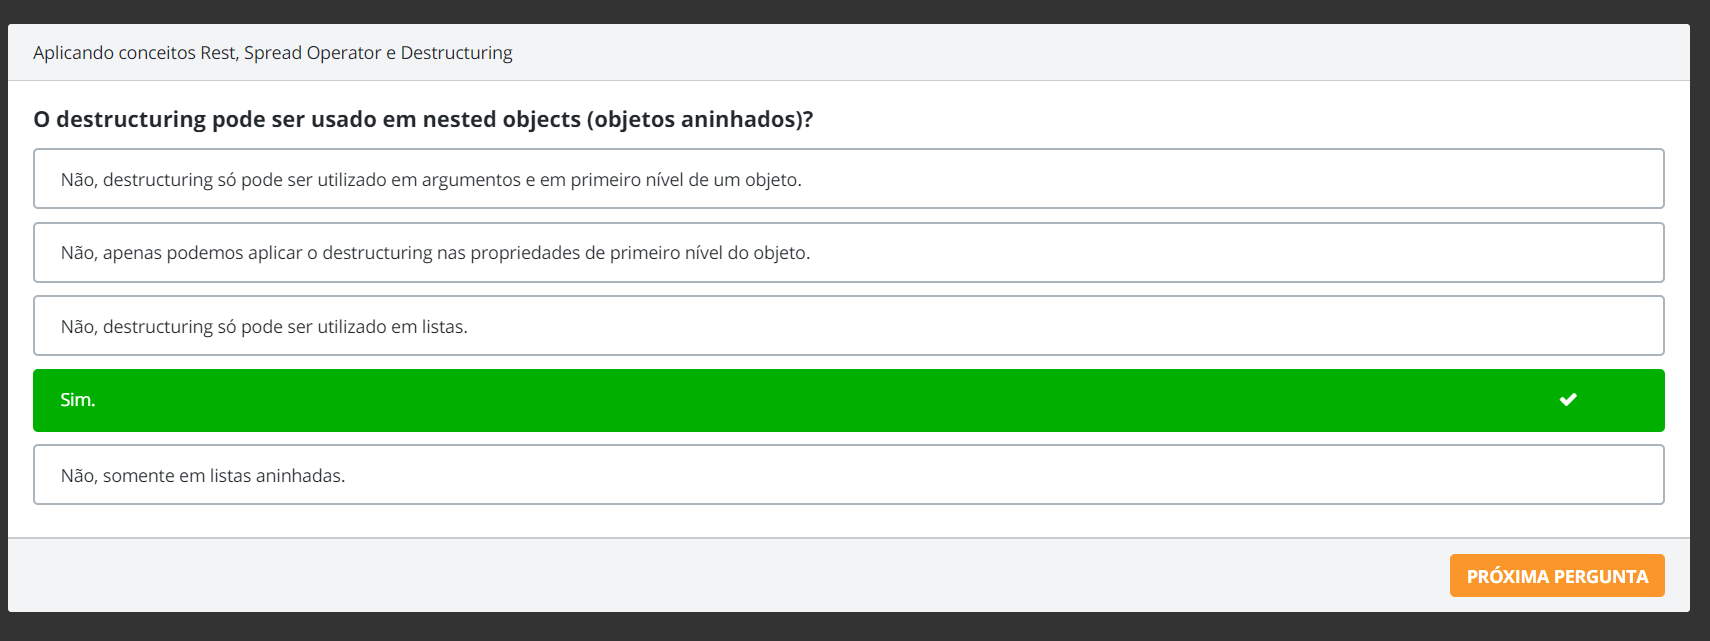 Aplicando conceitos Rest, Spread Operator e Destructuring
O destructuring pode ser usado em nested objects (objetos aninhados)?
Não, destructuring só pode ser utilizado em argumentos e em primeiro nível de um objeto.
Não, apenas podemos aplicar o destructuring nas propriedades de primeiro nível do objeto.
Não, destructuring só pode ser utilizado em listas.
Sim.
Não, somente em listas aninhadas.
PRÓXIMA PERGUNTA